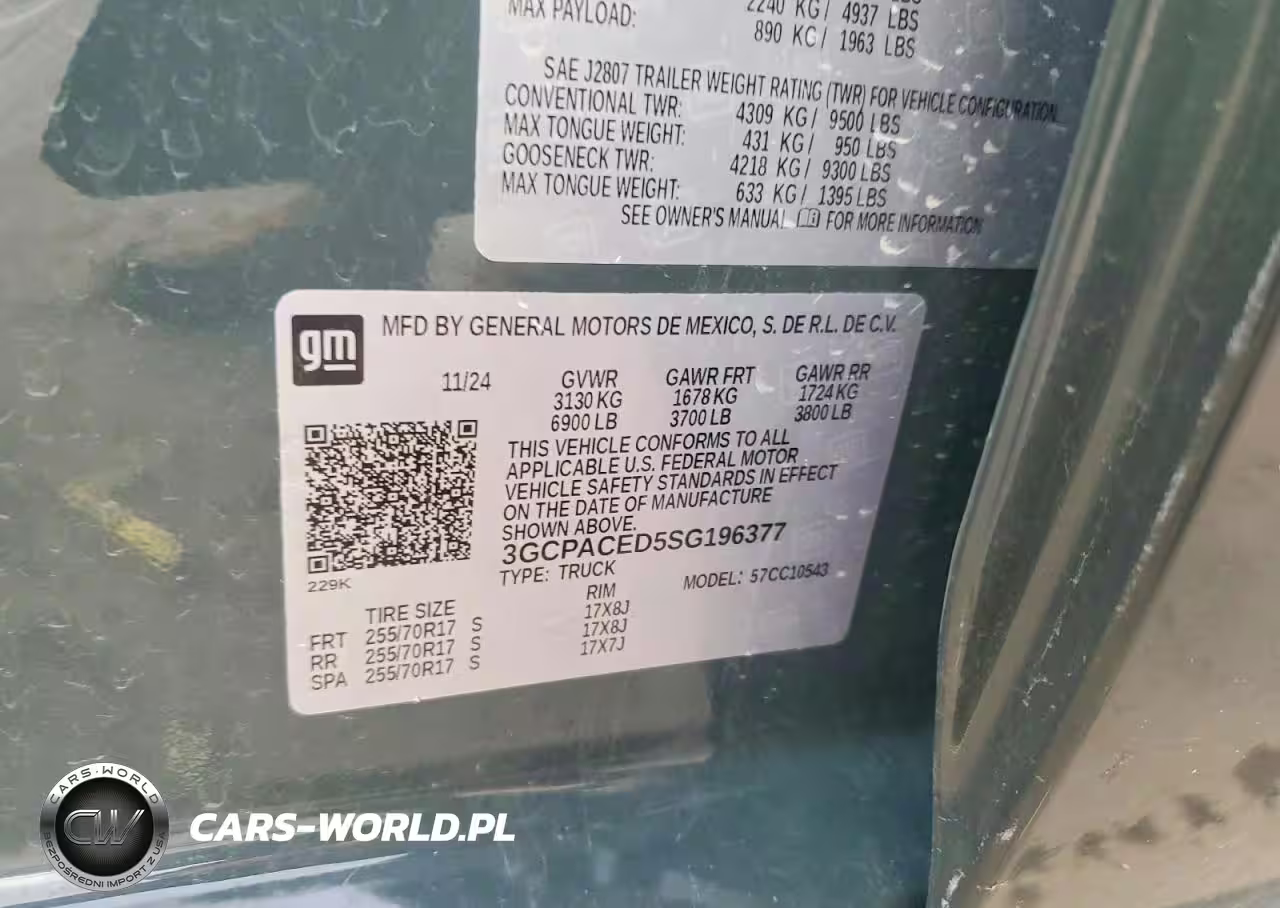 MAX PAYLOAD: 2240 KG/ 4937 LBS
890 KG/ 1963 LBS
SAE J2807 TRAILER WEIGHT RATING (TWR) FOR VEHICLE CONFIGURATION
CONVENTIONAL TWR: 4309 KG/ 9500 LBS
MAX TONGUE WEIGHT: 431 KG/ 950 LBS
GOOSENECK TWR: 4218 KG/ 9300 LBS
MAX TONGUE WEIGHT: 633 KG/ 1395 LBS
SEE OWNER'S MANUAL FOR MORE INFORMATION
gm
MFD BY GENERAL MOTORS DE MEXICO, S. DE R.L. DE C.V.
11/24 GVWR GAWR FRT GAWR RR
3130 KG 1678 KG 1724 KG
6900 LB 3700 LB 3800 LB
THIS VEHICLE CONFORMS TO ALL
APPLICABLE U.S. FEDERAL MOTOR
VEHICLE SAFETY STANDARDS IN EFFECT
ON THE DATE OF MANUFACTURE
SHOWN ABOVE.
3GCPACED5SG196377
229K
TYPE: TRUCK MODEL: 57CC10543
TIRE SIZE RIM
FRT 255/70R17 S 17X8J
RR 255/70R17 S 17X8J
SPA 255/70R17 S 17X7J
CARS-WORLD
CW
BEZPOŚREDNI IMPORT Z USA
CARS-WORLD.PL